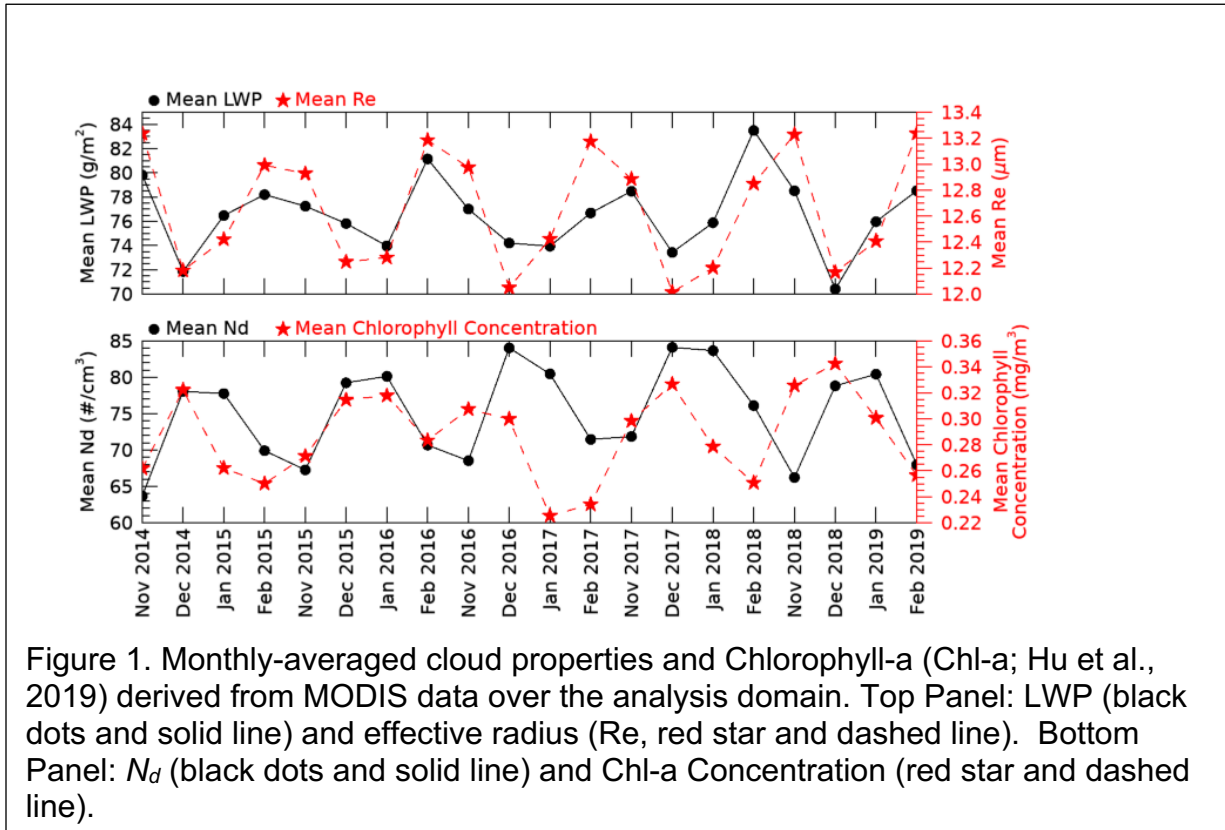 ● Mean LWP ★ Mean Re
Mean LWP (g/m²)
84
82
80
78
76
74
72
70
13.4
13.2
13.0
12.8
12.6
12.4
12.2
12.0
Mean Re (μm)
● Mean Nd ★ Mean Chlorophyll Concentration
Mean Nd (#/cm³)
85
80
75
70
65
60
0.36
0.34
0.32
0.30
0.28
0.26
0.24
0.22
Mean Chlorophyll
Concentration (mg/m³)
Nov 2014
Dec 2014
Jan 2015
Feb 2015
Nov 2015
Dec 2015
Jan 2016
Feb 2016
Nov 2016
Dec 2016
Jan 2017
Feb 2017
Nov 2017
Dec 2017
Jan 2018
Feb 2018
Nov 2018
Dec 2018
Jan 2019
Feb 2019
Figure 1. Monthly-averaged cloud properties and Chlorophyll-a (Chl-a; Hu et al.,
2019) derived from MODIS data over the analysis domain. Top Panel: LWP (black
dots and solid line) and effective radius (Re, red star and dashed line).  Bottom
Panel: Nd (black dots and solid line) and Chl-a Concentration (red star and dashed
line).